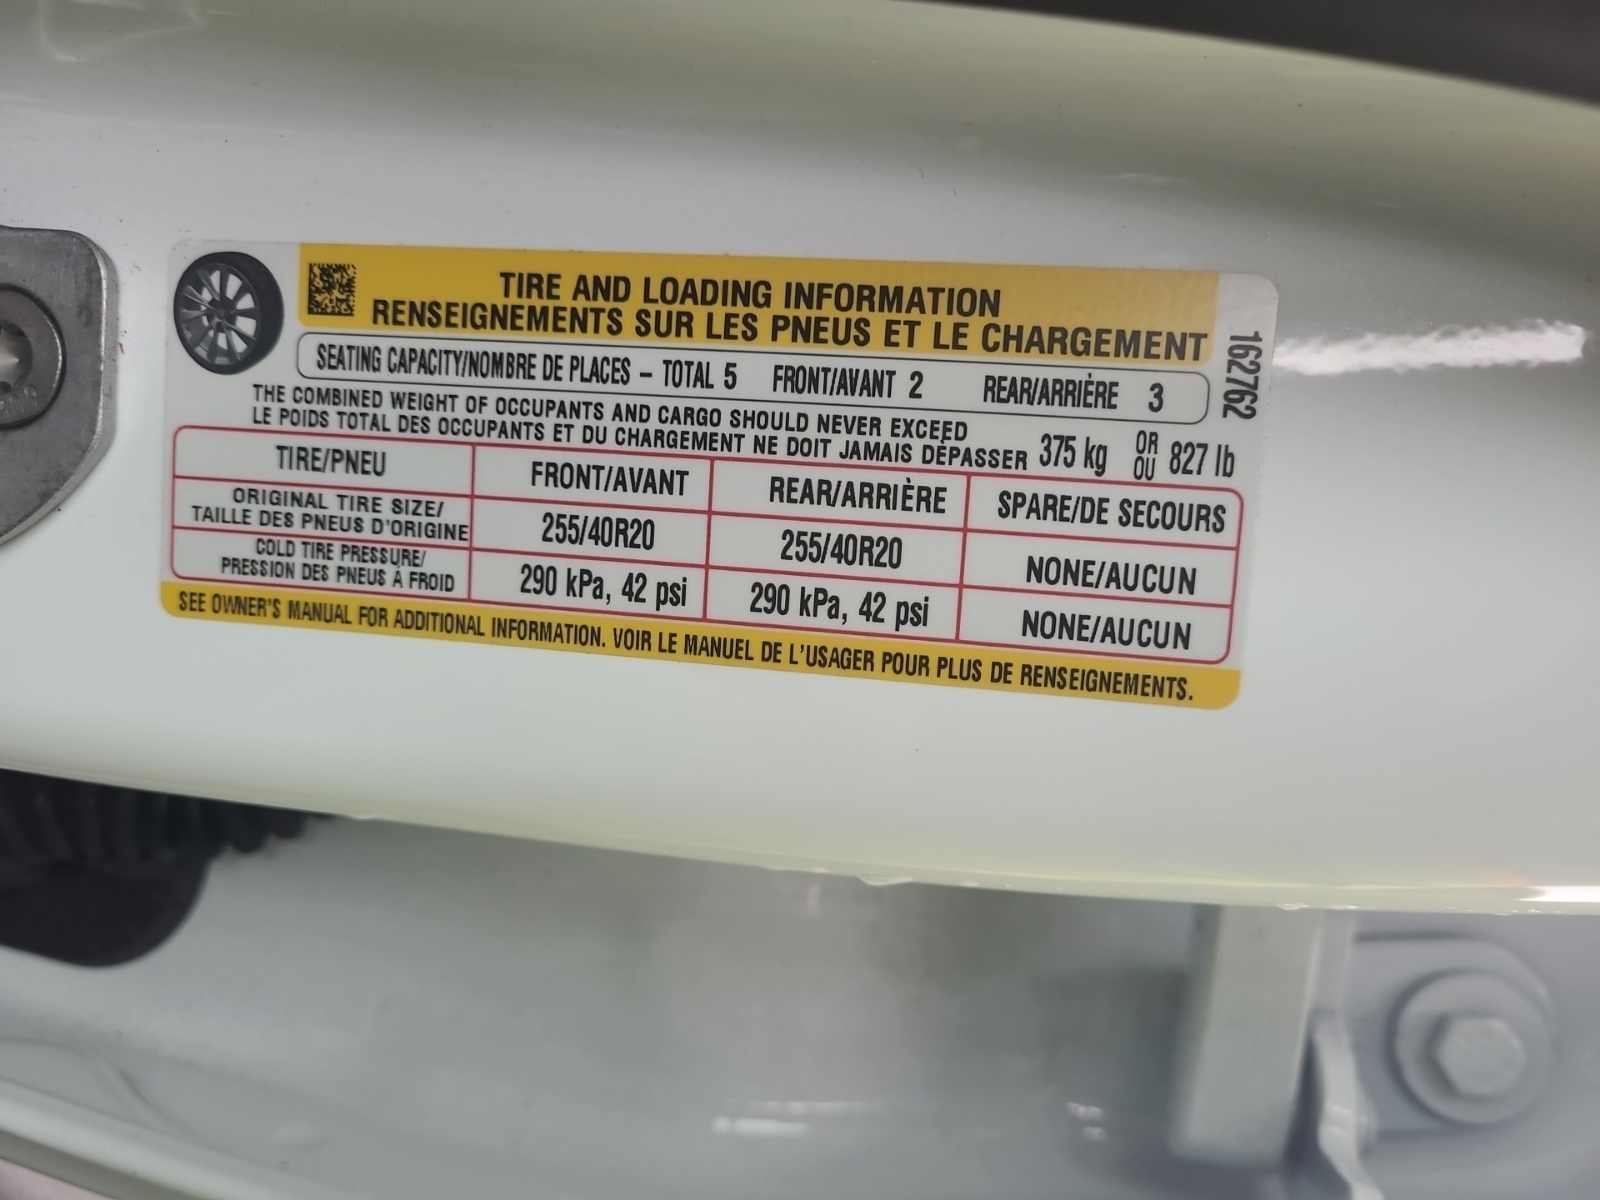 TIRE AND LOADING INFORMATION
RENSEIGNEMENTS SUR LES PNEUS ET LE CHARGEMENT
SEATING CAPACITY/NOMBRE DE PLACES – TOTAL 5 FRONT/AVANT 2 REAR/ARRIÈRE 3
162762
THE COMBINED WEIGHT OF OCCUPANTS AND CARGO SHOULD NEVER EXCEED
LE POIDS TOTAL DES OCCUPANTS ET DU CHARGEMENT NE DOIT JAMAIS DÉPASSER 375 kg OR OU 827 lb
TIRE/PNEU FRONT/AVANT REAR/ARRIÈRE SPARE/DE SECOURS
ORIGINAL TIRE SIZE/
TAILLE DES PNEUS D'ORIGINE 255/40R20 255/40R20 NONE/AUCUN
COLD TIRE PRESSURE/
PRESSION DES PNEUS À FROID 290 kPa, 42 psi 290 kPa, 42 psi NONE/AUCUN
SEE OWNER'S MANUAL FOR ADDITIONAL INFORMATION. VOIR LE MANUEL DE L'USAGER POUR PLUS DE RENSEIGNEMENTS.